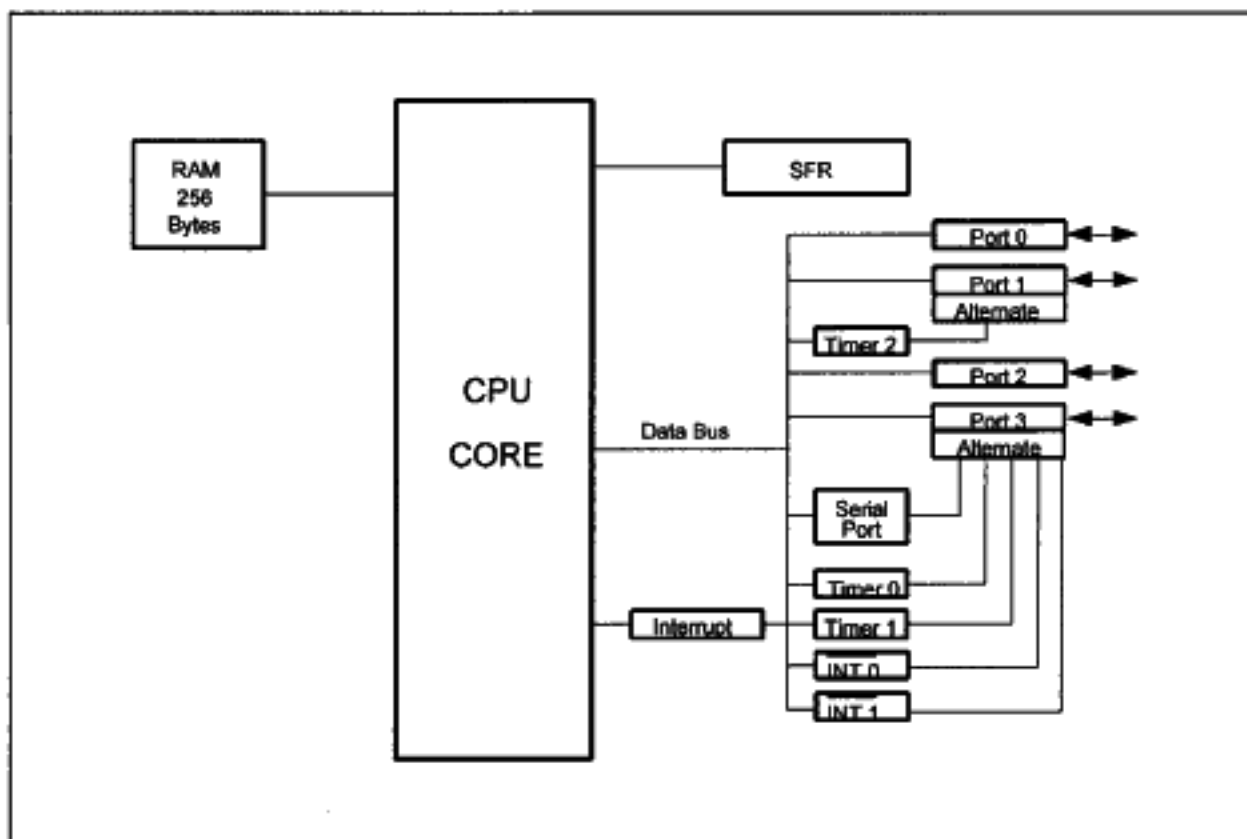 RAM
256
Bytes
CPU
CORE
SFR
Port 0
Port 1
Alternate
Timer 2
Port 2
Port 3
Alternate
Data Bus
Serial
Port
Timer 0
Interrupt
Timer 1
INT 0
INT 1